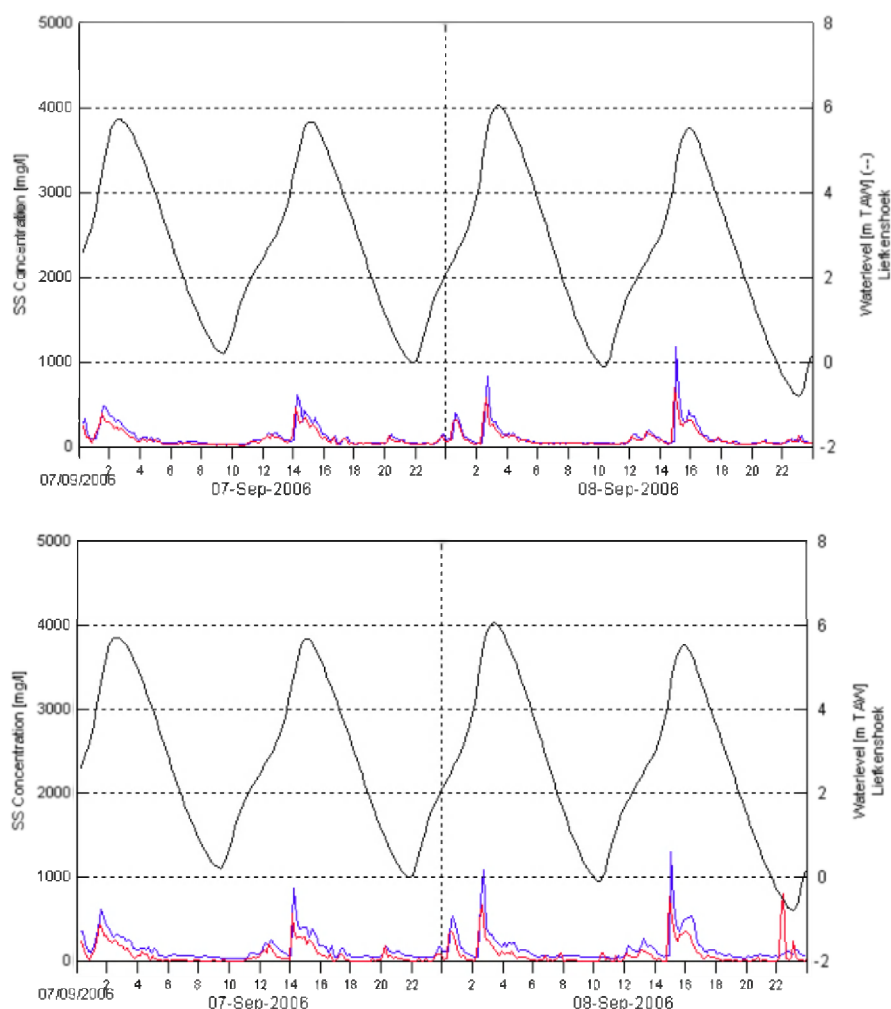 5000
4000
3000
2000
1000
0
SS Concentration [mg/l]
8
6
4
2
0
-2
Waterlevel [m TAW] (--)
Liefkenshoek
2 4 6 8 10 12 14 16 18 20 22 2 4 6 8 10 12 14 16 18 20 22
07/09/2006
07-Sep-2006 08-Sep-2006
5000
4000
3000
2000
1000
0
SS Concentration [mg/l]
8
6
4
2
0
-2
Waterlevel [m TAW]
Liefkenshoek
2 4 6 8 10 12 14 16 18 20 22 2 4 6 8 10 12 14 16 18 20 22
07/09/2006
07-Sep-2006 08-Sep-2006